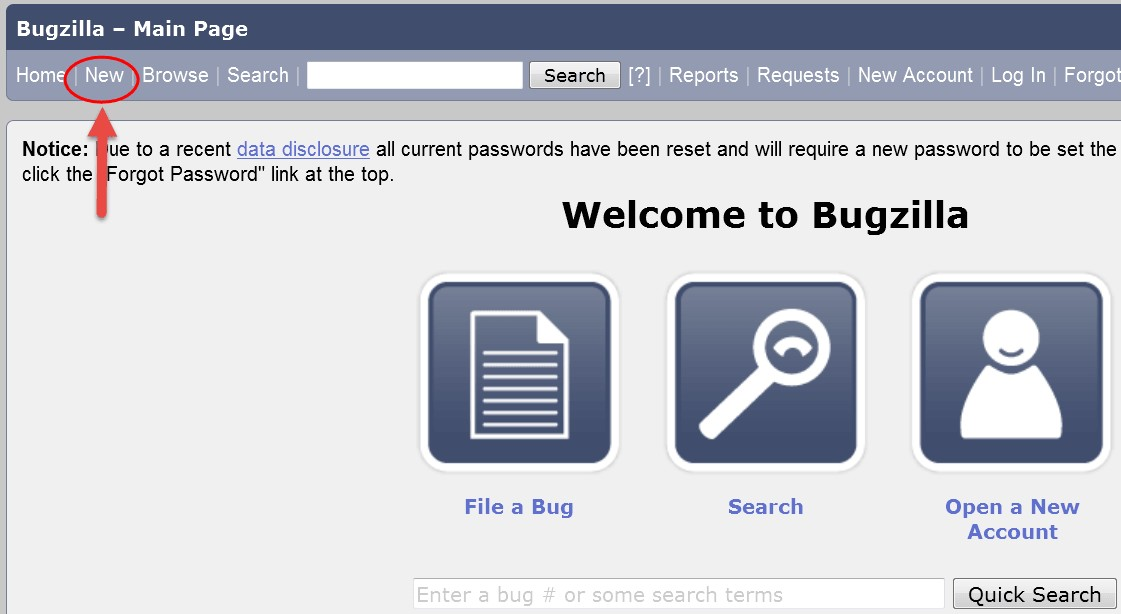 Bugzilla – Main Page
Home | New | Browse | Search | Search [?] | Reports | Requests | New Account | Log In | Forgot
Notice: Due to a recent data disclosure all current passwords have been reset and will require a new password to be set the
click the "Forgot Password" link at the top.
Welcome to Bugzilla
File a Bug
Search
Open a New
Account
Enter a bug # or some search terms Quick Search